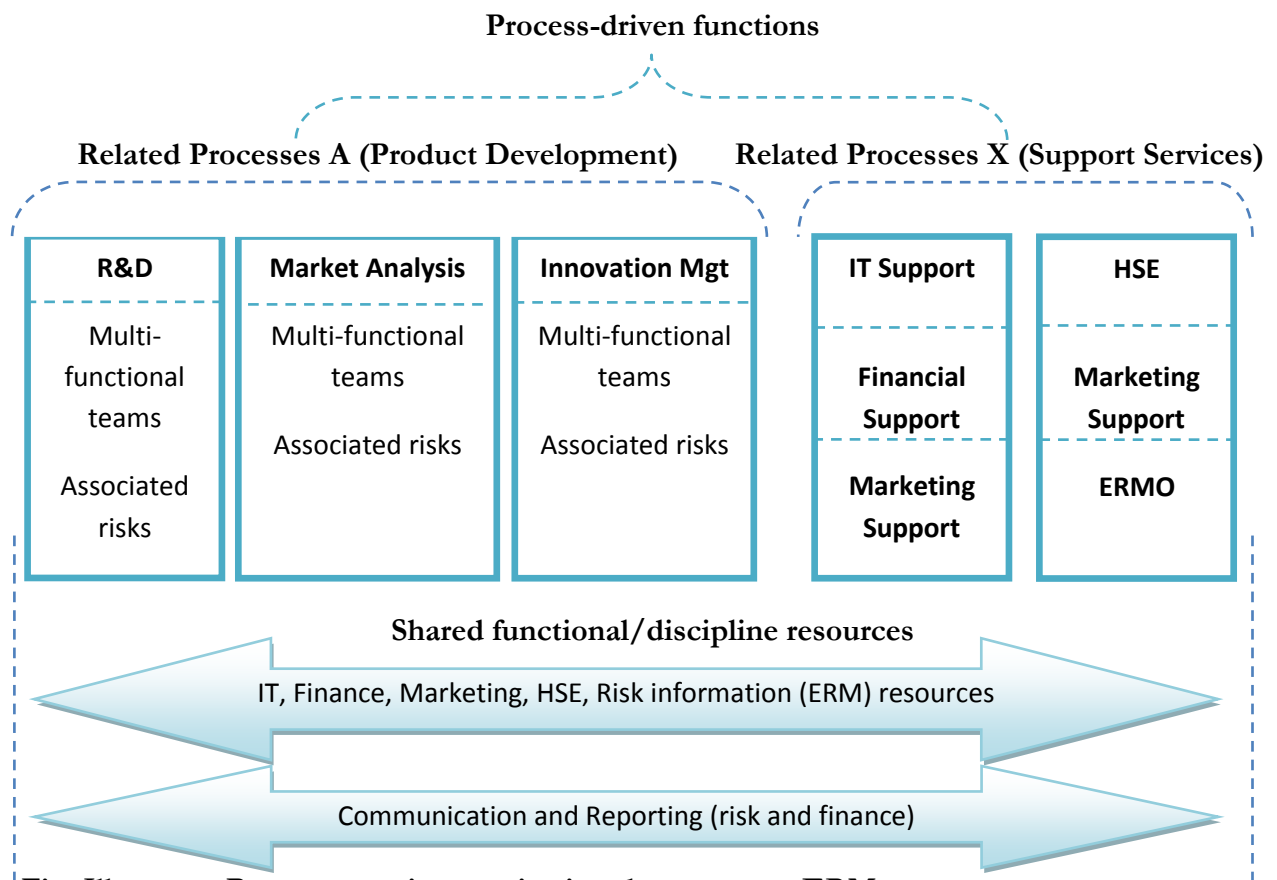 Process-driven functions
Related Processes A (Product Development)
Related Processes X (Support Services)
R&D
Multi-
functional
teams
Associated
risks
Market Analysis
Multi-functional
teams
Associated risks
Innovation Mgt
Multi-functional
teams
Associated risks
IT Support
Financial
Support
Marketing
Support
HSE
Marketing
Support
ERMO
Shared functional/discipline resources
IT, Finance, Marketing, HSE, Risk information (ERM) resources
Communication and Reporting (risk and finance)